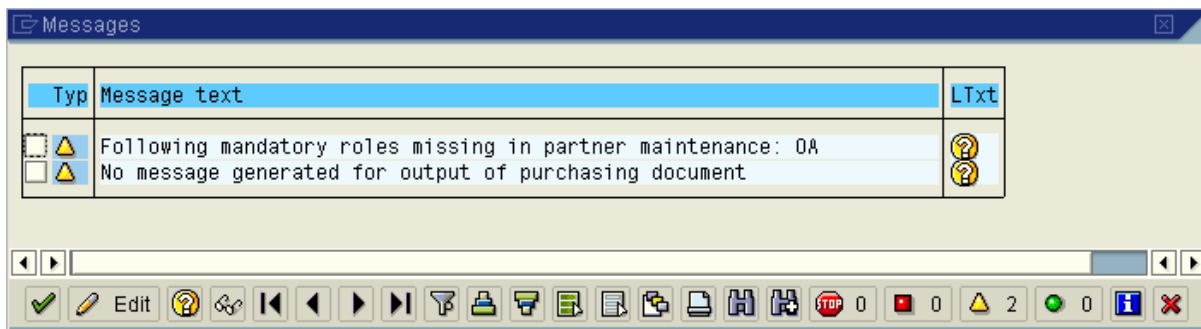 Messages
Typ Message text LTxt
Following mandatory roles missing in partner maintenance: OA
No message generated for output of purchasing document
Edit STOP 0 0 2 0